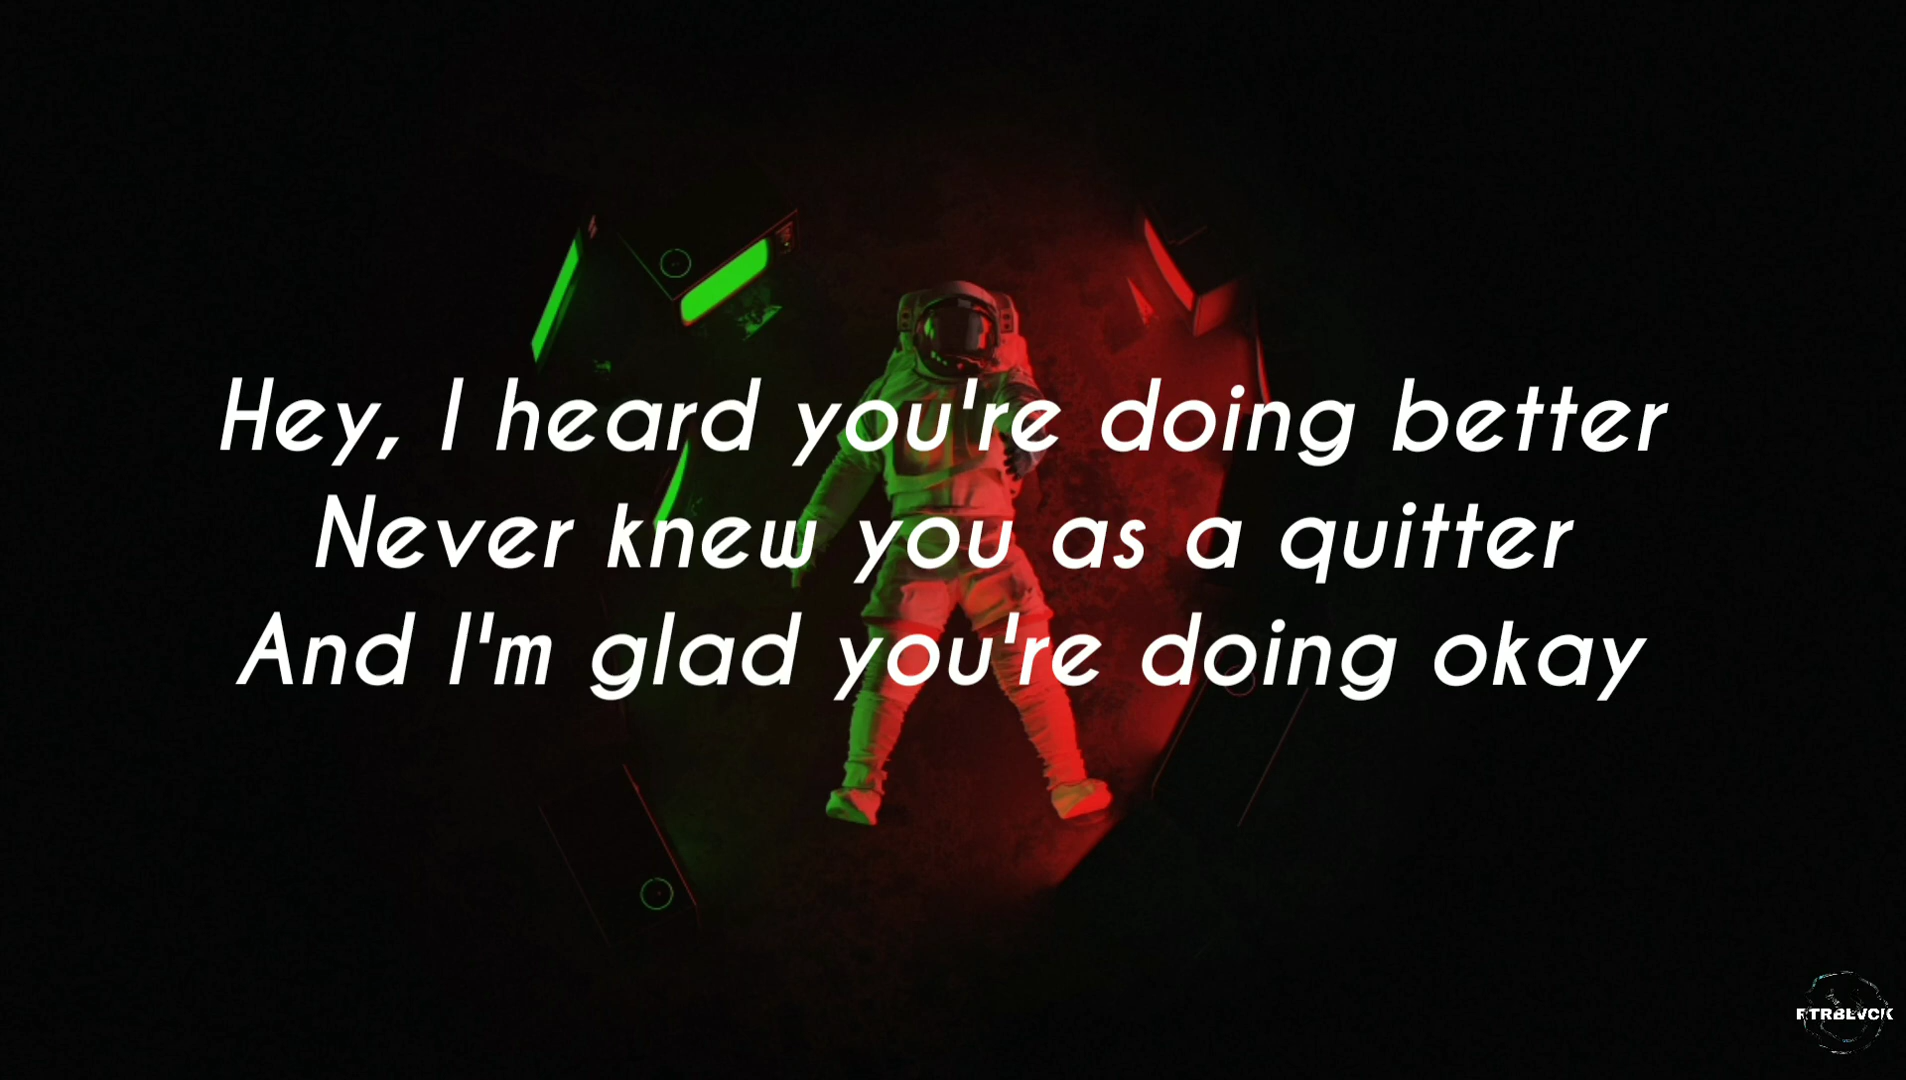 Hey, I heard you're doing better
Never knew you as a quitter
And I'm glad you're doing okay
FTRBLVCK